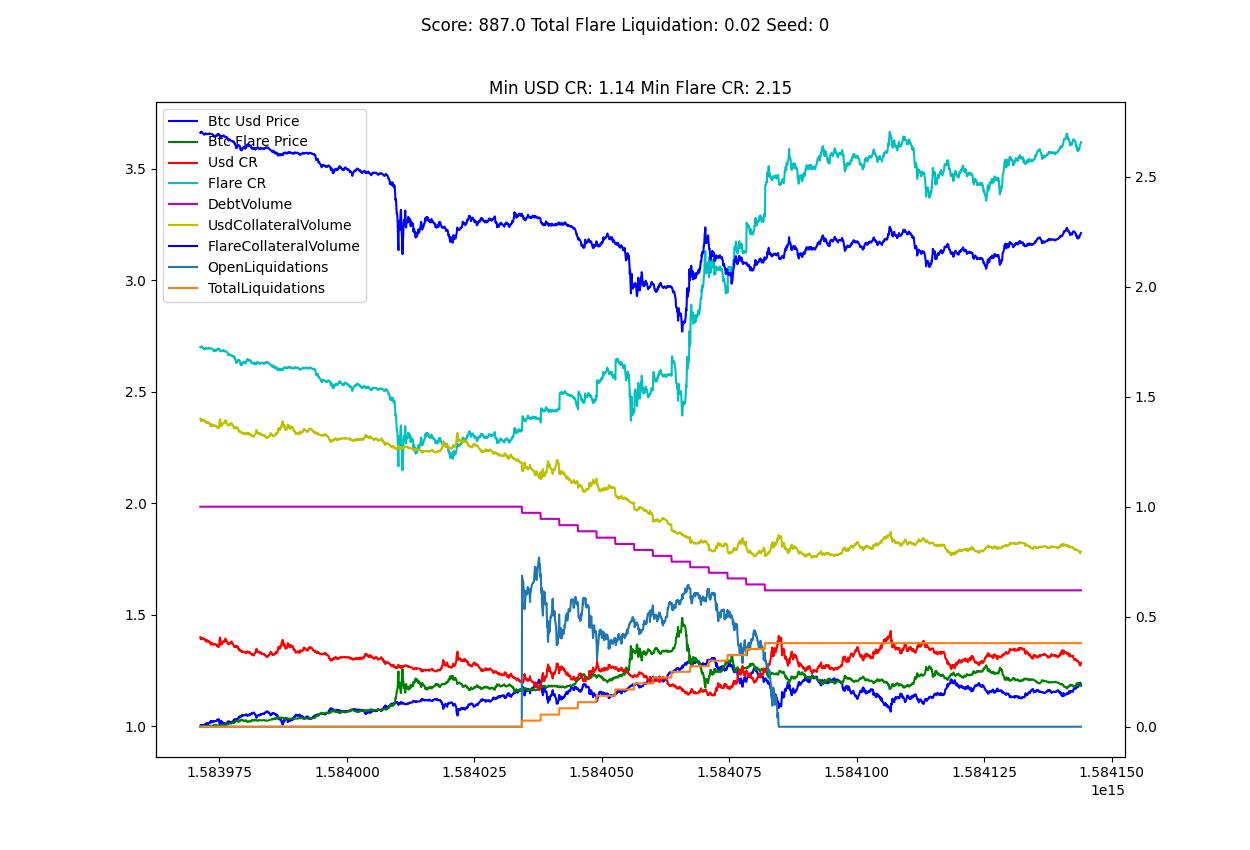 Score: 887.0 Total Flare Liquidation: 0.02 Seed: 0
Min USD CR: 1.14 Min Flare CR: 2.15
Btc Usd Price
Btc Flare Price
Usd CR
Flare CR
DebtVolume
UsdCollateralVolume
FlareCollateralVolume
OpenLiquidations
TotalLiquidations
3.5
3.0
2.5
2.0
1.5
1.0
2.5
2.0
1.5
1.0
0.5
0.0
1.583975 1.584000 1.584025 1.584050 1.584075 1.584100 1.584125 1.584150
1e15